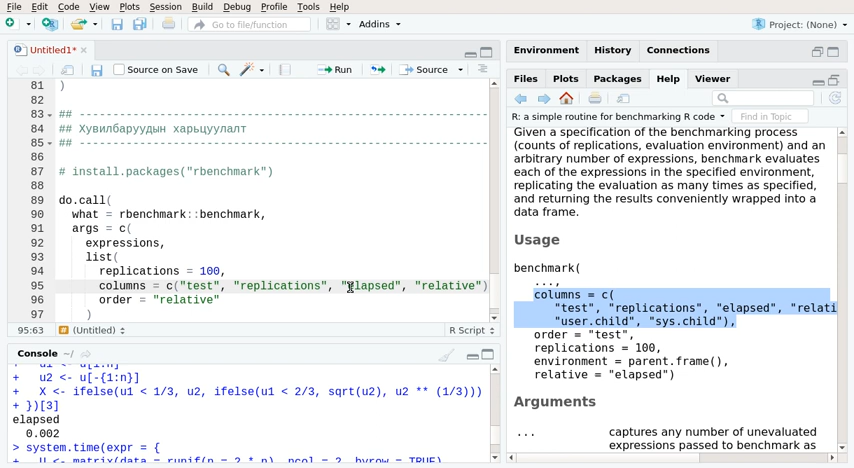 File Edit Code View Plots Session Build Debug Profile Tools Help
Go to file/function Addins Project: (None)
Untitled1*
Source on Save Run Source
81 )
82
83 ## ------------------------------------------------------------
84 ## Хувилбаруудын харьцуулалт
85 ## ------------------------------------------------------------
86
87 # install.packages("rbenchmark")
88
89 do.call(
90 what = rbenchmark::benchmark,
91 args = c(
92 expressions,
93 list(
94 replications = 100,
95 columns = c("test", "replications", "elapsed", "relative")
96 order = "relative"
97 )
95:63 (Untitled) R Script
Console ~/
+ u2 <- u[-{1:n}]
+ X <- ifelse(u1 < 1/3, u2, ifelse(u1 < 2/3, sqrt(u2), u2 ** (1/3)))
+ })[3]
elapsed
0.002
> system.time(expr = {
+ U <- matrix(data = runif(n = 2 * n), ncol = 2, byrow = TRUE)
Environment History Connections
Files Plots Packages Help Viewer
R: a simple routine for benchmarking R code Find in Topic
Given a specification of the benchmarking process
(counts of replications, evaluation environment) and an
arbitrary number of expressions, benchmark evaluates
each of the expressions in the specified environment,
replicating the evaluation as many times as specified,
and returning the results conveniently wrapped into a
data frame.
Usage
benchmark(
...,
columns = c(
"test", "replications", "elapsed", "relati
"user.child", "sys.child"),
order = "test",
replications = 100,
environment = parent.frame(),
relative = "elapsed")
Arguments
... captures any number of unevaluated
expressions passed to benchmark as